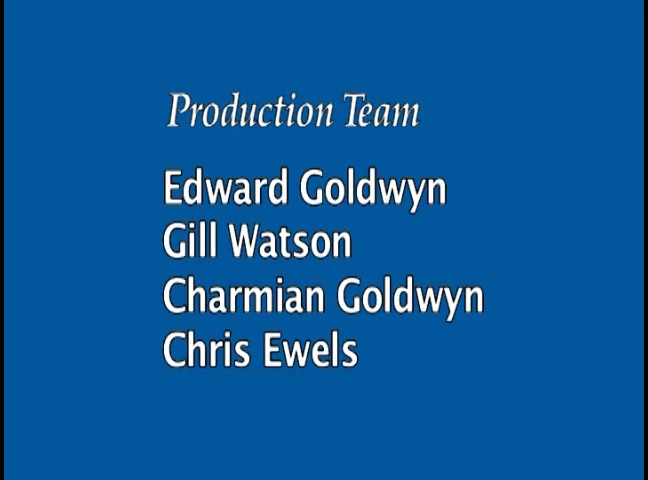 Production Team
Edward Goldwyn
Gill Watson
Charmian Goldwyn
Chris Ewels